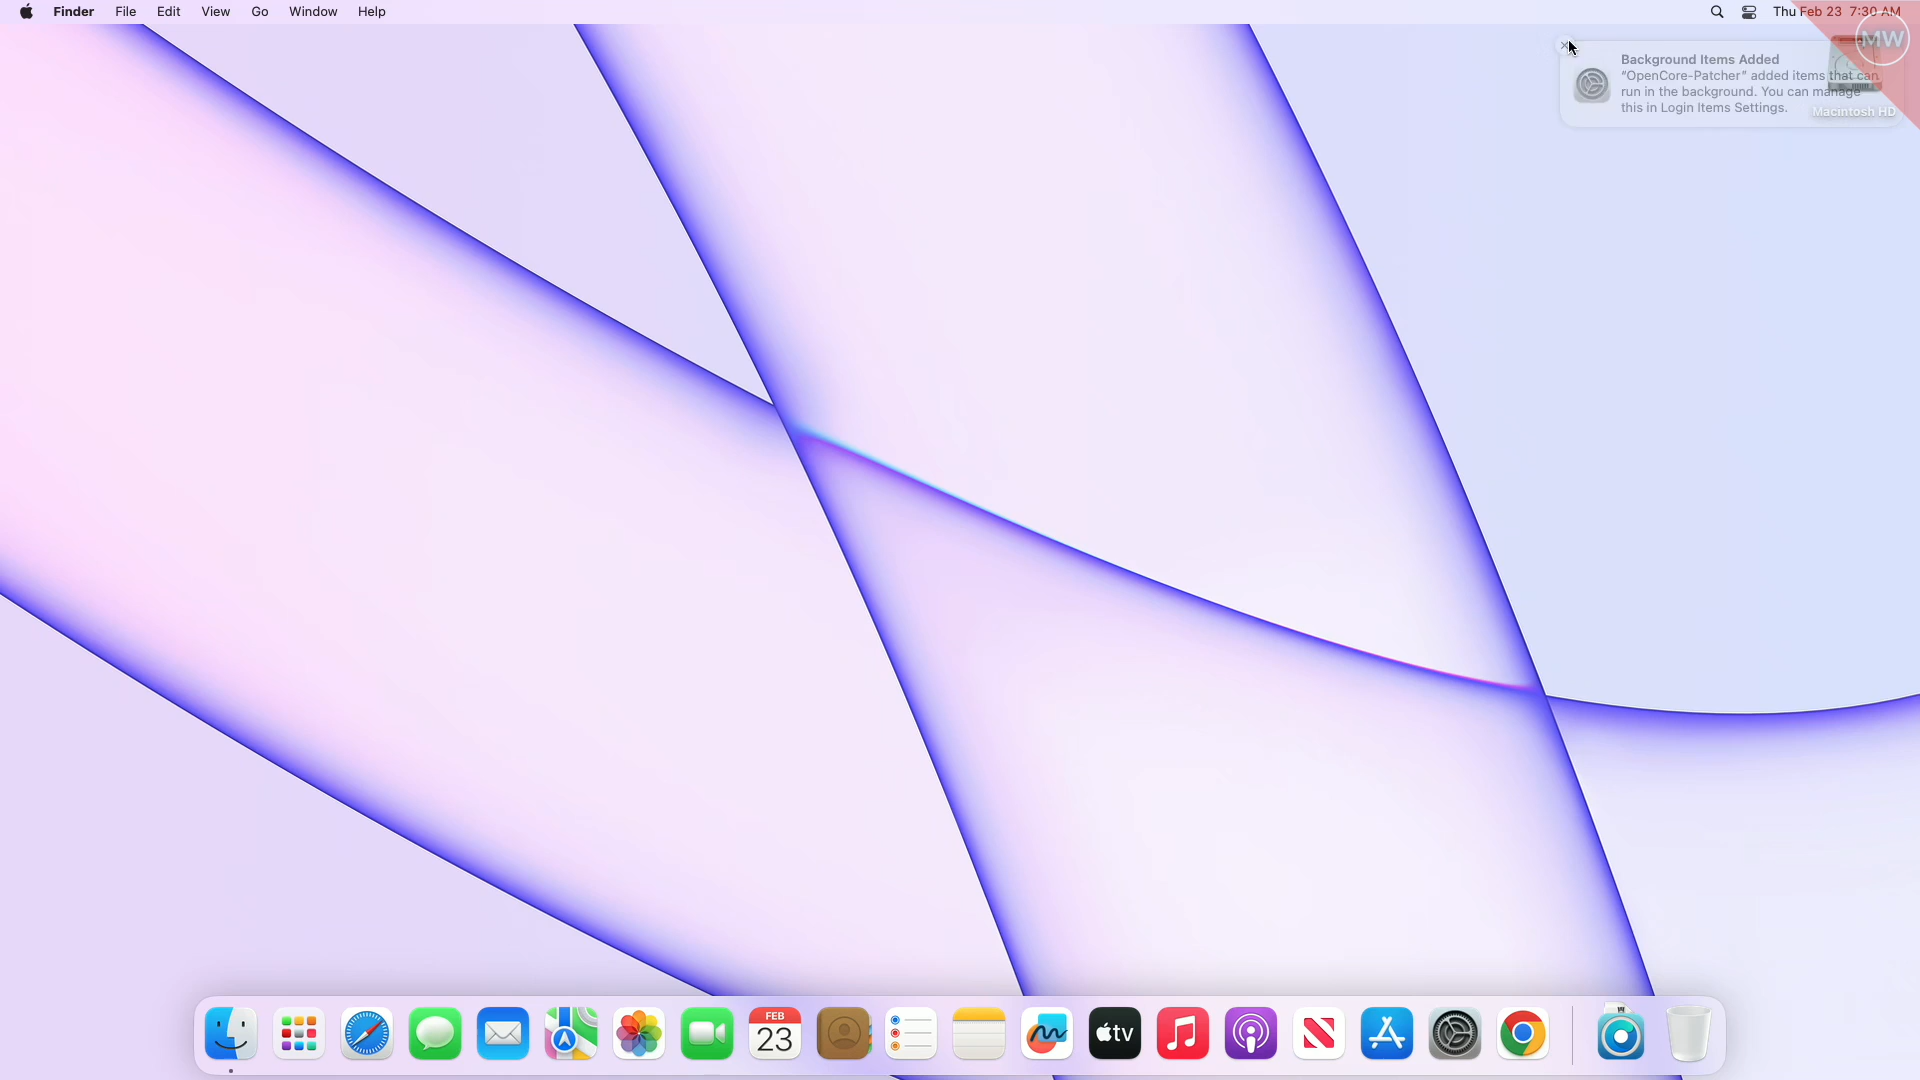 Finder File Edit View Go Window Help
Thu Feb 23 7:30 AM
MW
Background Items Added
“OpenCore-Patcher” added items that can
run in the background. You can manage
this in Login Items Settings.
Macintosh HD
FEB
23
tv